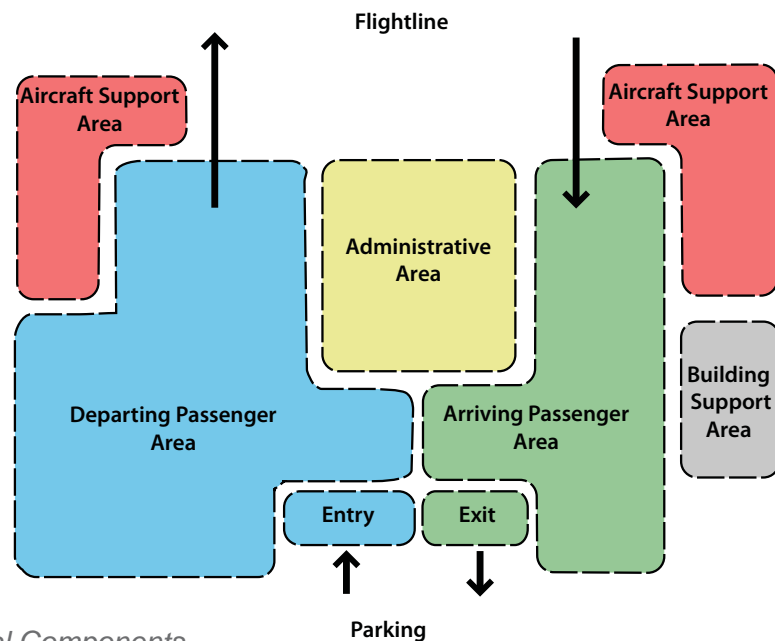 Flightline
Aircraft Support
Area
Aircraft Support
Area
Administrative
Area
Building
Support
Area
Departing Passenger
Area
Arriving Passenger
Area
Entry
Exit
Parking
Components